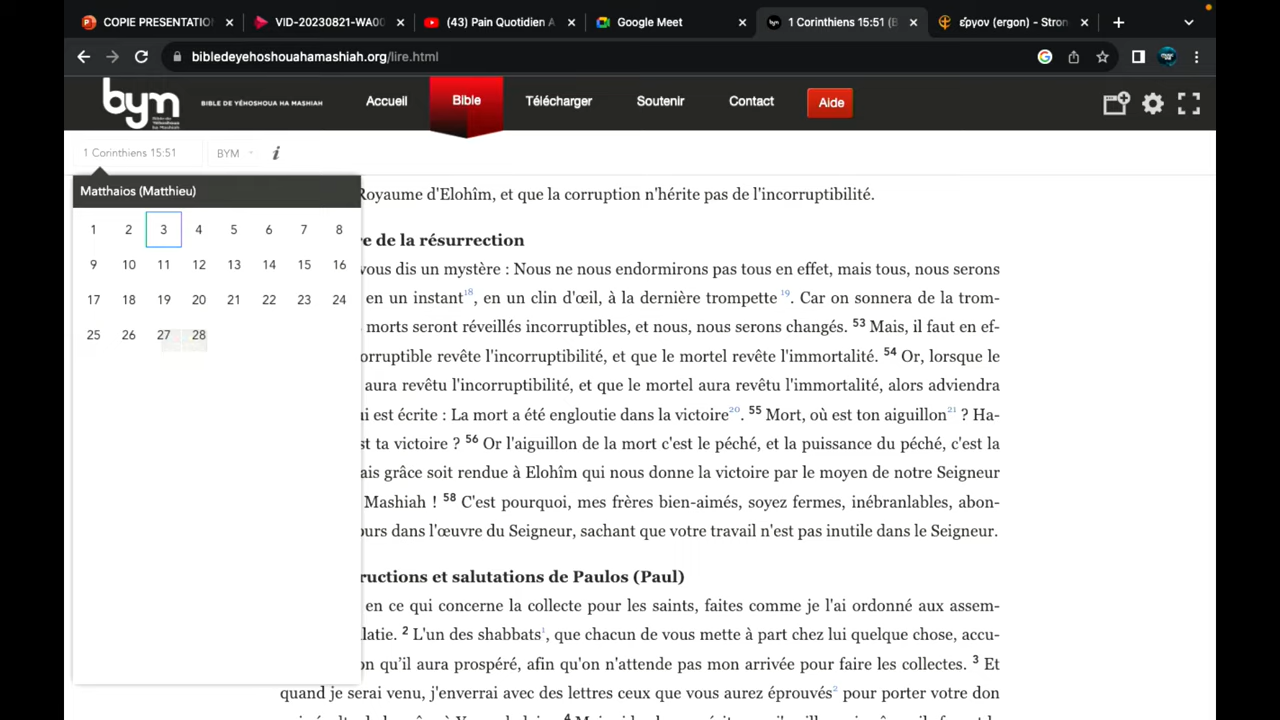 COPIE PRESENTATION
VID-20230821-WA00
(43) Pain Quotidien A
Google Meet
1 Corinthiens 15:51 (B
έργον (ergon) - Stron
bibledeyehoshouahamashiah.org/lire.html
bym BIBLE DE YÉHOSHOUA HA MASHIAH Accueil Bible Télécharger Soutenir Contact Aide
1 Corinthiens 15:51 BYM i
Matthaios (Matthieu)
1 2 3 4 5 6 7 8
9 10 11 12 13 14 15 16
17 18 19 20 21 22 23 24
25 26 27 28
Royaume d'Elohîm, et que la corruption n'hérite pas de l'incorruptibilité.
re de la résurrection
vous dis un mystère : Nous ne nous endormirons pas tous en effet, mais tous, nous serons
en un instant18, en un clin d'œil, à la dernière trompette 19. Car on sonnera de la trom-
morts seront réveillés incorruptibles, et nous, nous serons changés. 53 Mais, il faut en ef-
orruptible revête l'incorruptibilité, et que le mortel revête l'immortalité. 54 Or, lorsque le
aura revêtu l'incorruptibilité, et que le mortel aura revêtu l'immortalité, alors adviendra
i est écrite : La mort a été engloutie dans la victoire20. 55 Mort, où est ton aiguillon21 ? Ha-
st ta victoire ? 56 Or l'aiguillon de la mort c'est le péché, et la puissance du péché, c'est la
ais grâce soit rendue à Elohîm qui nous donne la victoire par le moyen de notre Seigneur
Mashiah ! 58 C'est pourquoi, mes frères bien-aimés, soyez fermes, inébranlables, abon-
ours dans l'œuvre du Seigneur, sachant que votre travail n'est pas inutile dans le Seigneur.
ructions et salutations de Paulos (Paul)
en ce qui concerne la collecte pour les saints, faites comme je l'ai ordonné aux assem-
latie. 2 L'un des shabbats1, que chacun de vous mette à part chez lui quelque chose, accu-
on qu'il aura prospéré, afin qu'on n'attende pas mon arrivée pour faire les collectes. 3 Et
quand je serai venu, j'enverrai avec des lettres ceux que vous aurez éprouvés2 pour porter votre don